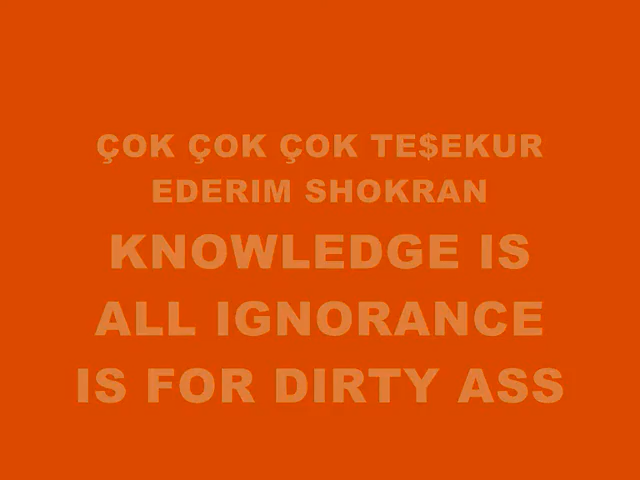 ÇOK ÇOK ÇOK TE$EKUR
EDERIM SHOKRAN
KNOWLEDGE IS
ALL IGNORANCE
IS FOR DIRTY ASS